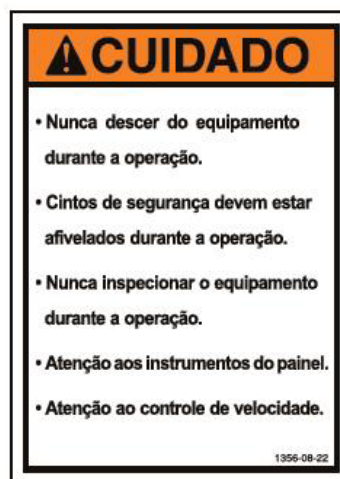 CUIDADO
• Nunca descer do equipamento
durante a operação.
• Cintos de segurança devem estar
afivelados durante a operação.
• Nunca inspecionar o equipamento
durante a operação.
• Atenção aos instrumentos do painel.
• Atenção ao controle de velocidade.
1356-08-22